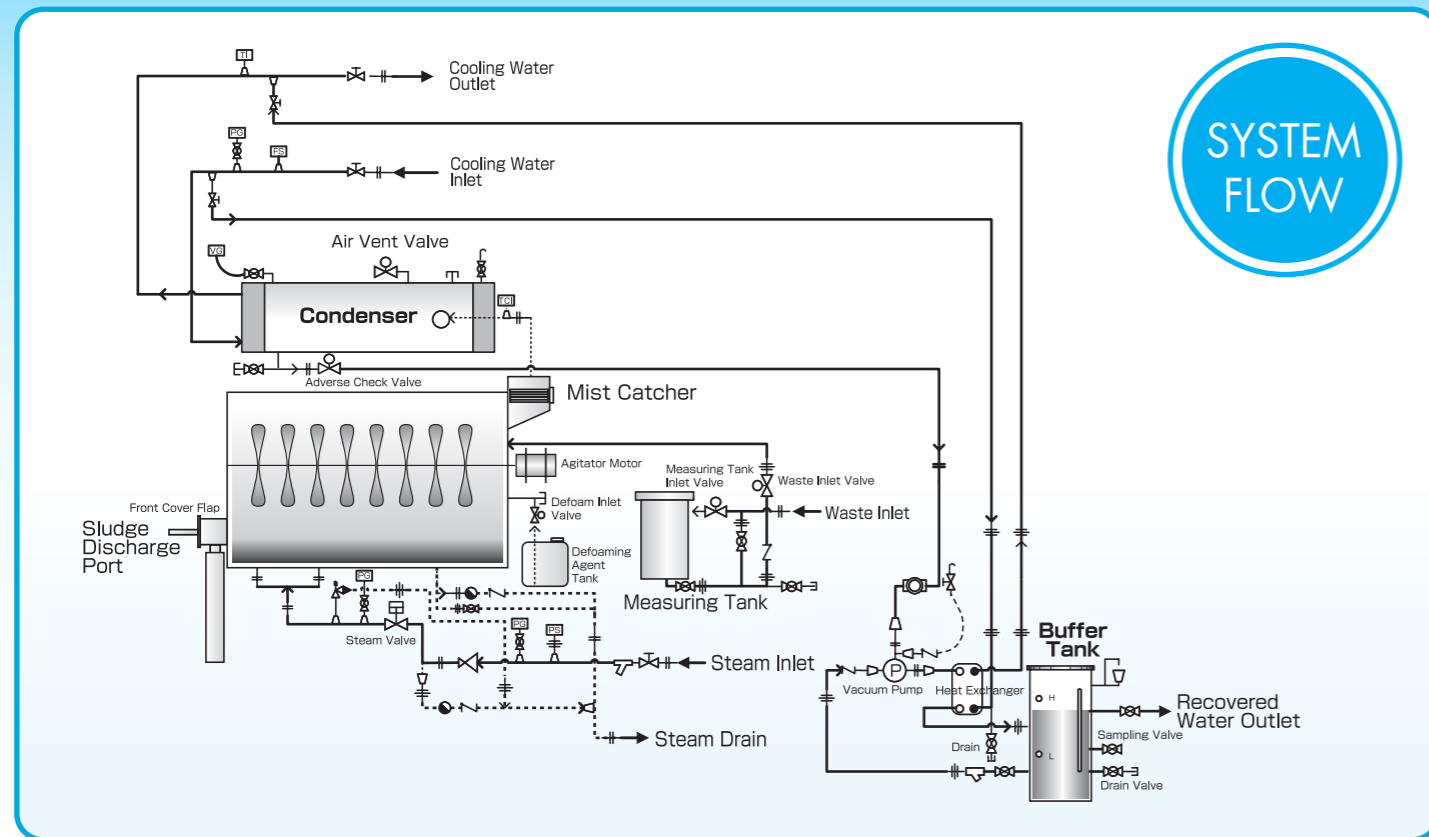 TI
Cooling Water
Outlet
SYSTEM
FLOW
PG
FS
Cooling Water
Inlet
Air Vent Valve
VG
TCI
Condenser
Adverse Check Valve
Mist Catcher
Agitator Motor
Measuring Tank
Inlet Valve
Waste Inlet Valve
Front Cover Flap
Defoam Inlet
Valve
Waste Inlet
Sludge
Discharge
Port
Defoaming
Agent
Tank
Measuring Tank
PG
Steam Valve
PG
PS
Steam Inlet
P
Vacuum Pump
Heat Exchanger
Buffer
Tank
H
L
Recovered
Water Outlet
Steam Drain
Drain
Sampling Valve
Drain Valve